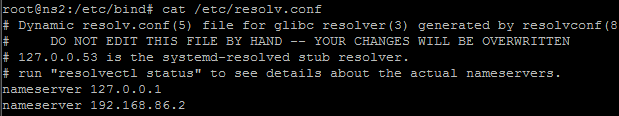 root@ns2:/etc/bind# cat /etc/resolv.conf
# Dynamic resolv.conf(5) file for glibc resolver(3) generated by resolvconf(8
#     DO NOT EDIT THIS FILE BY HAND -- YOUR CHANGES WILL BE OVERWRITTEN
# 127.0.0.53 is the systemd-resolved stub resolver.
# run "resolvectl status" to see details about the actual nameservers.
nameserver 127.0.0.1
nameserver 192.168.86.2